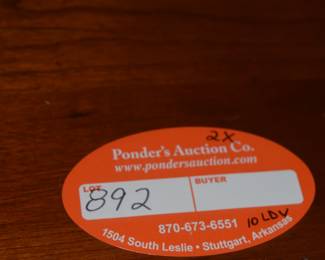 2X
Ponder's Auction Co.
www.pondersauction.com
LOT
892
BUYER
870-673-6551
10 LDV
1504 South Leslie • Stuttgart, Arkansas